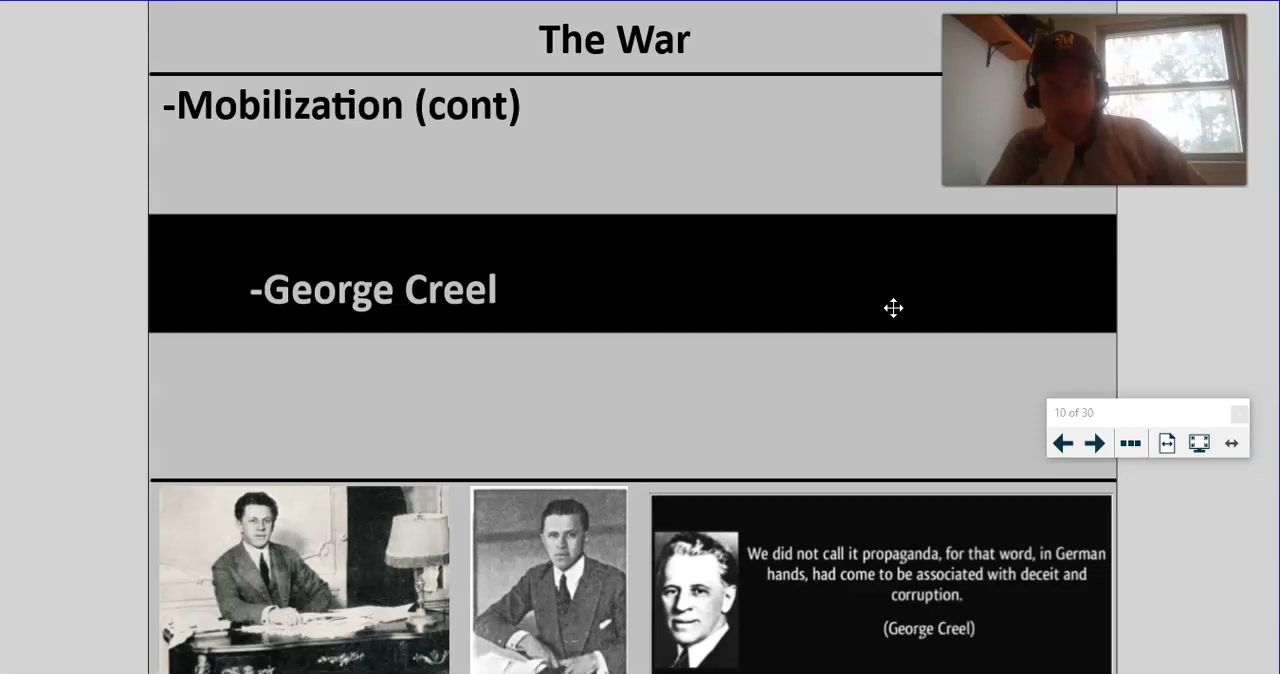 The War
-Mobilization (cont)
-George Creel
10 of 30
We did not call it propaganda, for that word, in German
hands, had come to be associated with deceit and
corruption.
(George Creel)